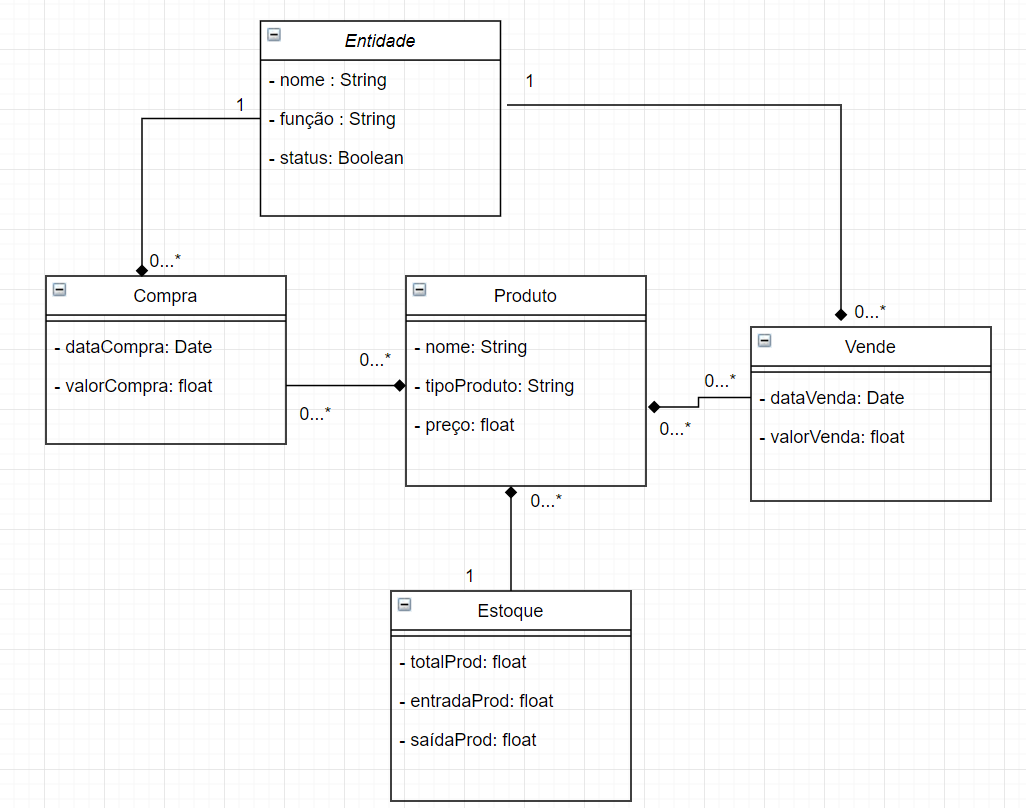 Entidade
- nome : String
- função : String
- status: Boolean
1
1
0...*
0...*
Compra
- dataCompra: Date
- valorCompra: float
0...*
0...*
Produto
- nome: String
- tipoProduto: String
- preço: float
0...*
0...*
Vende
- dataVenda: Date
- valorVenda: float
0...*
1
Estoque
- totalProd: float
- entradaProd: float
- saídaProd: float